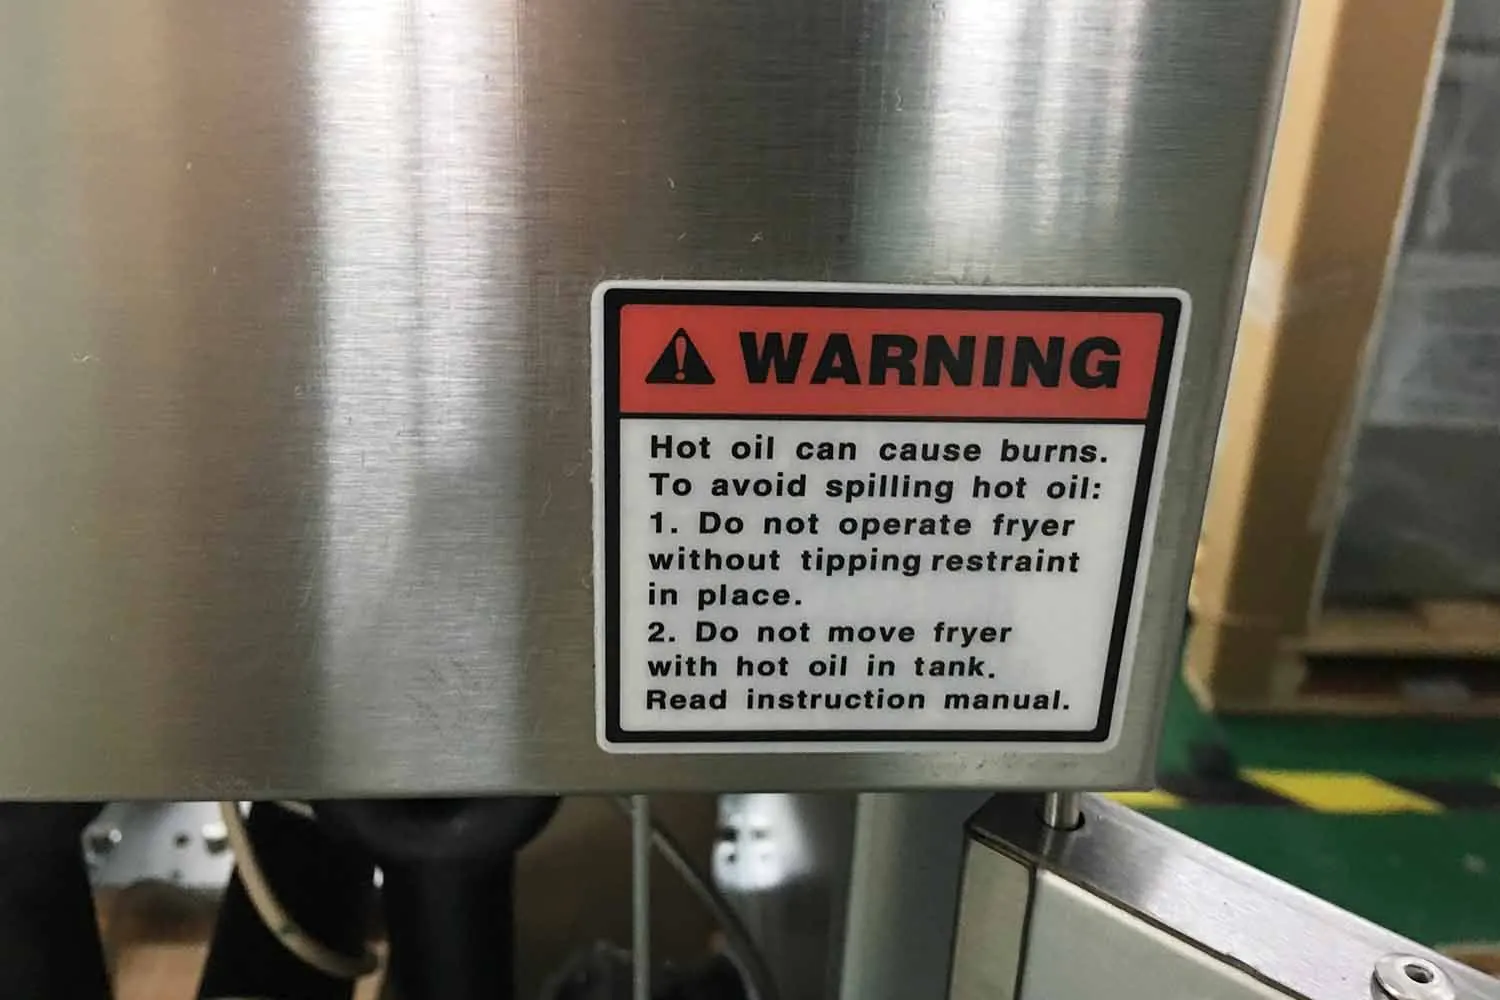 WARNING
Hot oil can cause burns.
To avoid spilling hot oil:
1. Do not operate fryer
without tipping restraint
in place.
2. Do not move fryer
with hot oil in tank.
Read instruction manual.